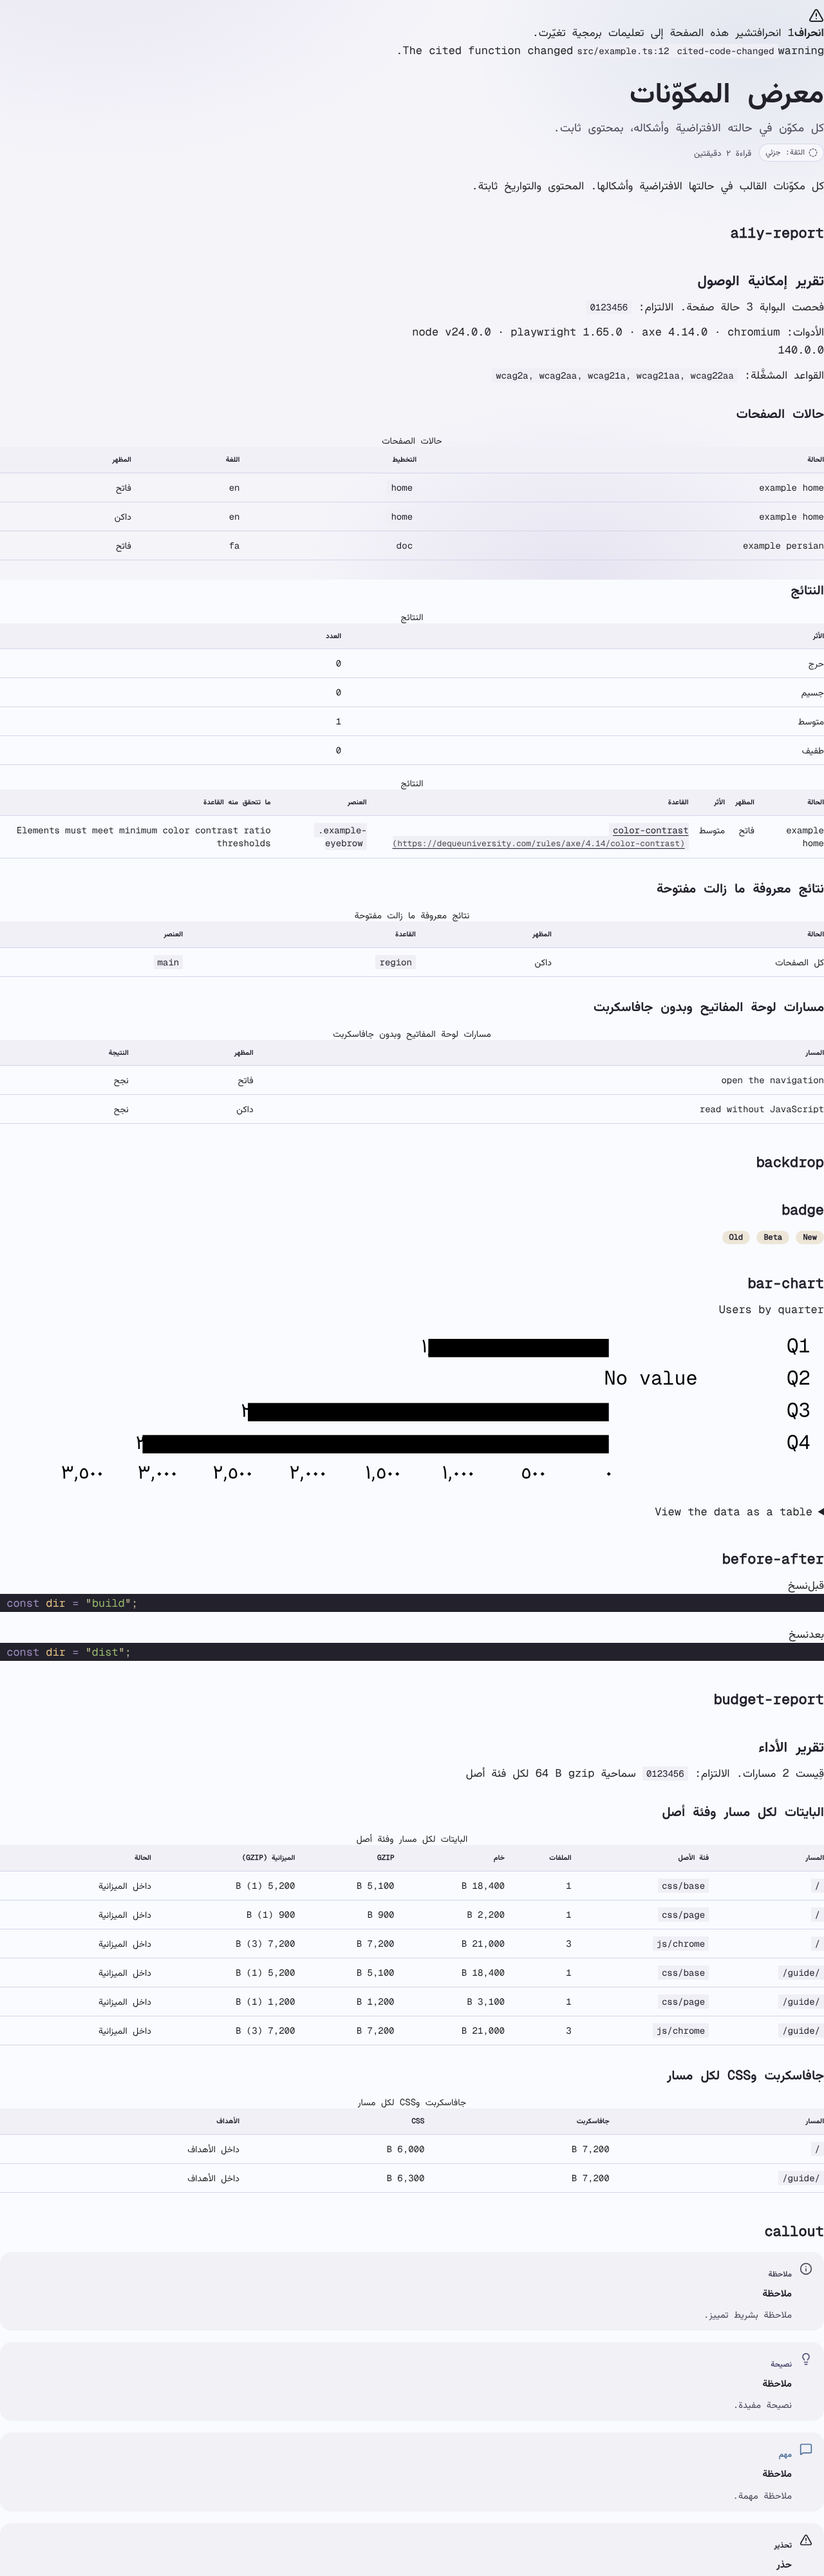 انحراف1 انحرافتشير هذه الصفحة إلى تعليمات برمجية تغيّرت.
warning cited-code-changed src/example.ts:12 The cited function changed.
معرض المكوّنات
كل مكوّن في حالته الافتراضية وأشكاله، بمحتوى ثابت.
الثقة: جزئي قراءة ٢ دقيقتين
كل مكوّنات القالب في حالتها الافتراضية وأشكالها. المحتوى والتواريخ ثابتة.
a11y-report
تقرير إمكانية الوصول
فحصت البوابة 3 حالة صفحة. الالتزام: 0123456
الأدوات: node v24.0.0 · playwright 1.65.0 · axe 4.14.0 · chromium
140.0.0
القواعد المشغَّلة: wcag2a, wcag2aa, wcag21a, wcag21aa, wcag22aa
حالات الصفحات
حالات الصفحات
الحالة التخطيط اللغة المظهر
example home home en فاتح
example home home en داكن
example persian doc fa فاتح
النتائج
النتائج
الأثر العدد
حرج 0
جسيم 0
متوسط 1
طفيف 0
النتائج
الحالة المظهر الأثر القاعدة العنصر ما تتحقق منه القاعدة
example home فاتح متوسط color-contrast (https://dequeuniversity.com/rules/axe/4.14/color-contrast) .example-eyebrow Elements must meet minimum color contrast ratio thresholds
نتائج معروفة ما زالت مفتوحة
نتائج معروفة ما زالت مفتوحة
الحالة المظهر القاعدة العنصر
كل الصفحات داكن region main
مسارات لوحة المفاتيح وبدون جافاسكربت
مسارات لوحة المفاتيح وبدون جافاسكربت
المسار المظهر النتيجة
open the navigation فاتح نجح
read without JavaScript داكن نجح
backdrop
badge
New Beta Old
bar-chart
Users by quarter
Q1 ١
Q2 No value
Q3
Q4
٠ ٥٠٠ ١,٠٠٠ ١,٥٠٠ ٢,٠٠٠ ٢,٥٠٠ ٣,٠٠٠ ٣,٥٠٠
View the data as a table
before-after
قبلنسخ
const dir = "build";
بعدنسخ
const dir = "dist";
budget-report
تقرير الأداء
قِيست 2 مسارات. الالتزام: 0123456 سماحية 64 B gzip لكل فئة أصل
البايتات لكل مسار وفئة أصل
البايتات لكل مسار وفئة أصل
المسار فئة الأصل الملفات خام GZIP الميزانية (GZIP) الحالة
/ css/base 1 18,400 B 5,100 B 5,200 B (1) داخل الميزانية
/ css/page 1 2,200 B 900 B 900 B (1) داخل الميزانية
/ js/chrome 3 21,000 B 7,200 B 7,200 B (3) داخل الميزانية
/guide/ css/base 1 18,400 B 5,100 B 5,200 B (1) داخل الميزانية
/guide/ css/page 1 3,100 B 1,200 B 1,200 B (1) داخل الميزانية
/guide/ js/chrome 3 21,000 B 7,200 B 7,200 B (3) داخل الميزانية
جافاسكربت وCSS لكل مسار
جافاسكربت وCSS لكل مسار
المسار جافاسكربت CSS الأهداف
/ 7,200 B 6,000 B داخل الأهداف
/guide/ 7,200 B 6,300 B داخل الأهداف
callout
ملاحظة
ملاحظة
ملاحظة بشريط تمييز.
نصيحة
ملاحظة
نصيحة مفيدة.
مهم
ملاحظة
ملاحظة مهمة.
تحذير
حذر